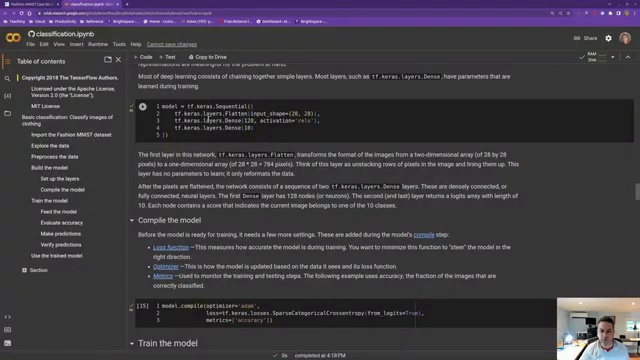 classification.ipynb
File Edit View Insert Runtime Tools Help Cannot save changes
Share
+ Code + Text Copy to Drive
RAM
Disk
Table of contents
Copyright 2018 The TensorFlow Authors.
Licensed under the Apache License, Version 2.0 (the "License");
MIT License
Basic classification: Classify images of clothing
Import the Fashion MNIST dataset
Explore the data
Preprocess the data
Build the model
Set up the layers
Compile the model
Train the model
Feed the model
Evaluate accuracy
Make predictions
Verify predictions
Use the trained model
Section
representations are meaningful for the problem at hand.
Most of deep learning consists of chaining together simple layers. Most layers, such as tf.keras.layers.Dense, have parameters that are
learned during training.
1 model = tf.keras.Sequential([
2 tf.keras.layers.Flatten(input_shape=(28, 28)),
3 tf.keras.layers.Dense(128, activation='relu'),
4 tf.keras.layers.Dense(10)
5 ])
The first layer in this network, tf.keras.layers.Flatten, transforms the format of the images from a two-dimensional array (of 28 by 28
pixels) to a one-dimensional array (of 28 * 28 = 784 pixels). Think of this layer as unstacking rows of pixels in the image and lining them up. This
layer has no parameters to learn; it only reformats the data.
After the pixels are flattened, the network consists of a sequence of two tf.keras.layers.Dense layers. These are densely connected, or
fully connected, neural layers. The first Dense layer has 128 nodes (or neurons). The second (and last) layer returns a logits array with length of
10. Each node contains a score that indicates the current image belongs to one of the 10 classes.
Compile the model
Before the model is ready for training, it needs a few more settings. These are added during the model's compile step:
• Loss function —This measures how accurate the model is during training. You want to minimize this function to "steer" the model in the
right direction.
• Optimizer —This is how the model is updated based on the data it sees and its loss function.
• Metrics —Used to monitor the training and testing steps. The following example uses accuracy, the fraction of the images that are
correctly classified.
[15] 1 model.compile(optimizer='adam',
2 loss=tf.keras.losses.SparseCategoricalCrossentropy(from_logits=True),
3 metrics=['accuracy'])
Train the model
0s completed at 4:18 PM